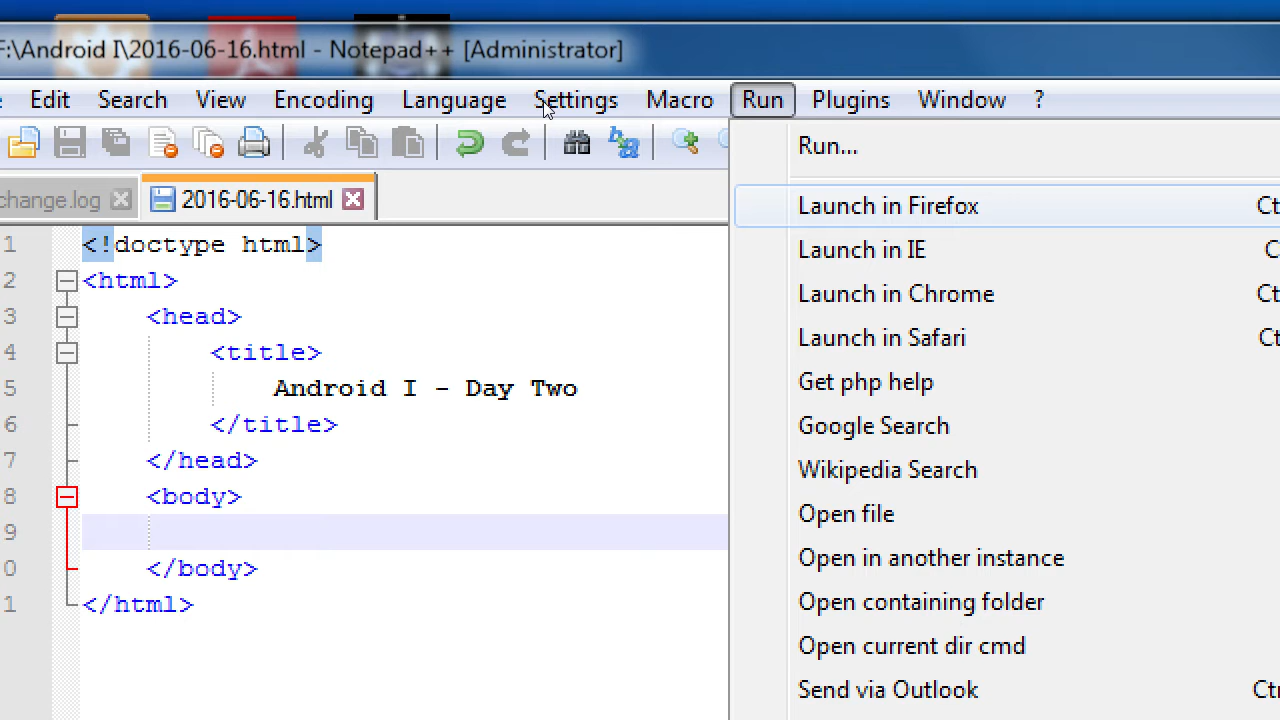 F:\Android I\2016-06-16.html - Notepad++ [Administrator]
Edit Search View Encoding Language Settings Macro Run Plugins Window ?
change.log 2016-06-16.html
1 <!doctype html>
2 <html>
3 <head>
4 <title>
5 Android I - Day Two
6 </title>
7 </head>
8 <body>
9
0 </body>
1 </html>
Run...
Launch in Firefox Ct
Launch in IE C
Launch in Chrome Ct
Launch in Safari Ct
Get php help
Google Search
Wikipedia Search
Open file
Open in another instance
Open containing folder
Open current dir cmd
Send via Outlook Ctr